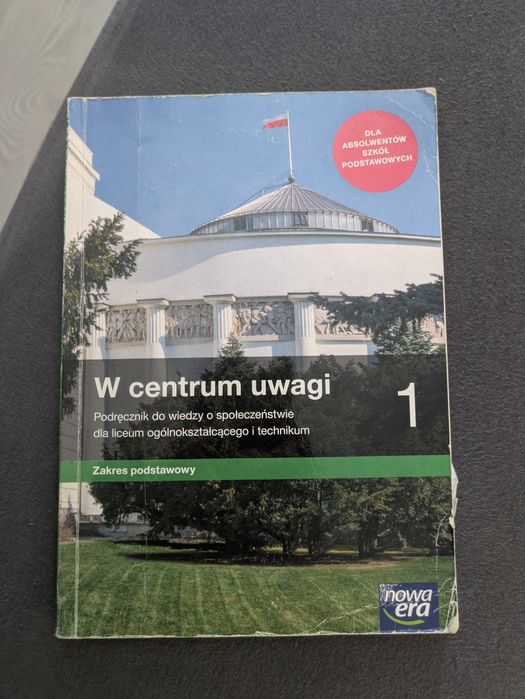 DLA
ABSOLWENTÓW
SZKÓŁ
PODSTAWOWYCH
W centrum uwagi
1
Podręcznik do wiedzy o społeczeństwie
dla liceum ogólnokształcącego i technikum
Zakres podstawowy
nowa
era